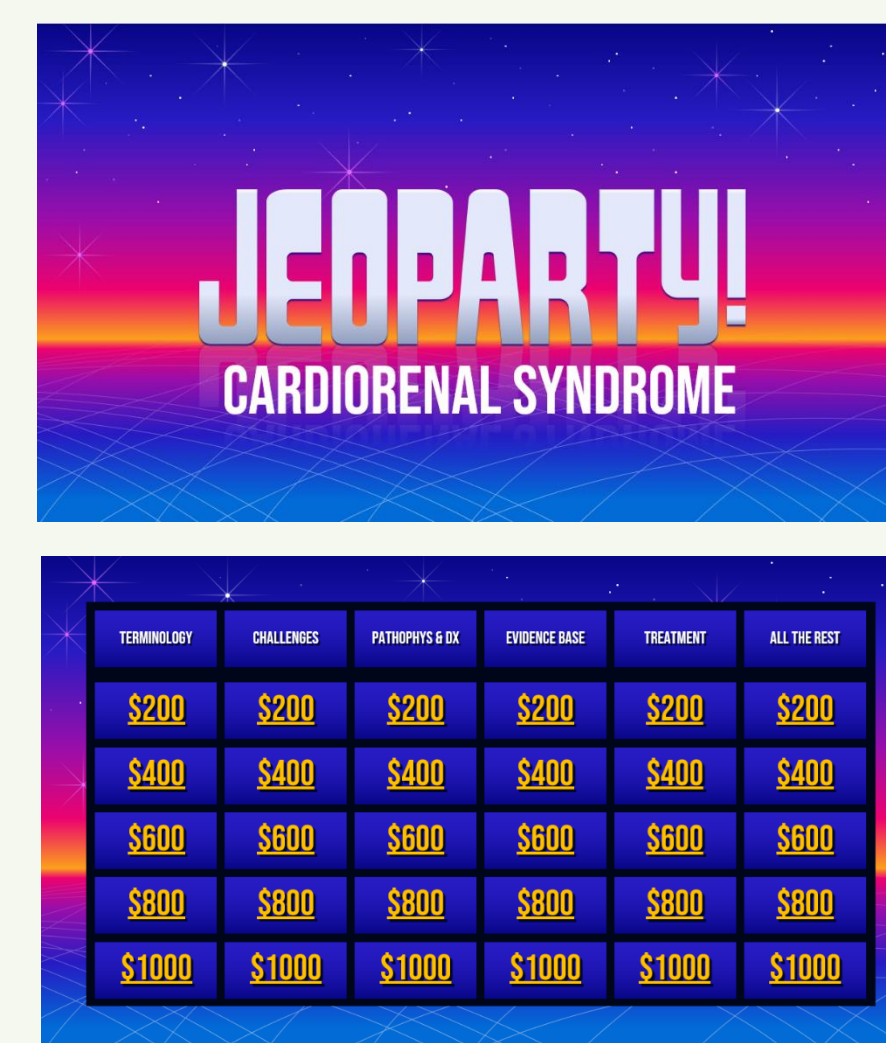 JEOPARTY!
CARDIORENAL SYNDROME
TERMINOLOGY CHALLENGES PATHOPHYS & DX EVIDENCE BASE TREATMENT ALL THE REST
$200 $200 $200 $200 $200 $200
$400 $400 $400 $400 $400 $400
$600 $600 $600 $600 $600 $600
$800 $800 $800 $800 $800 $800
$1000 $1000 $1000 $1000 $1000 $1000